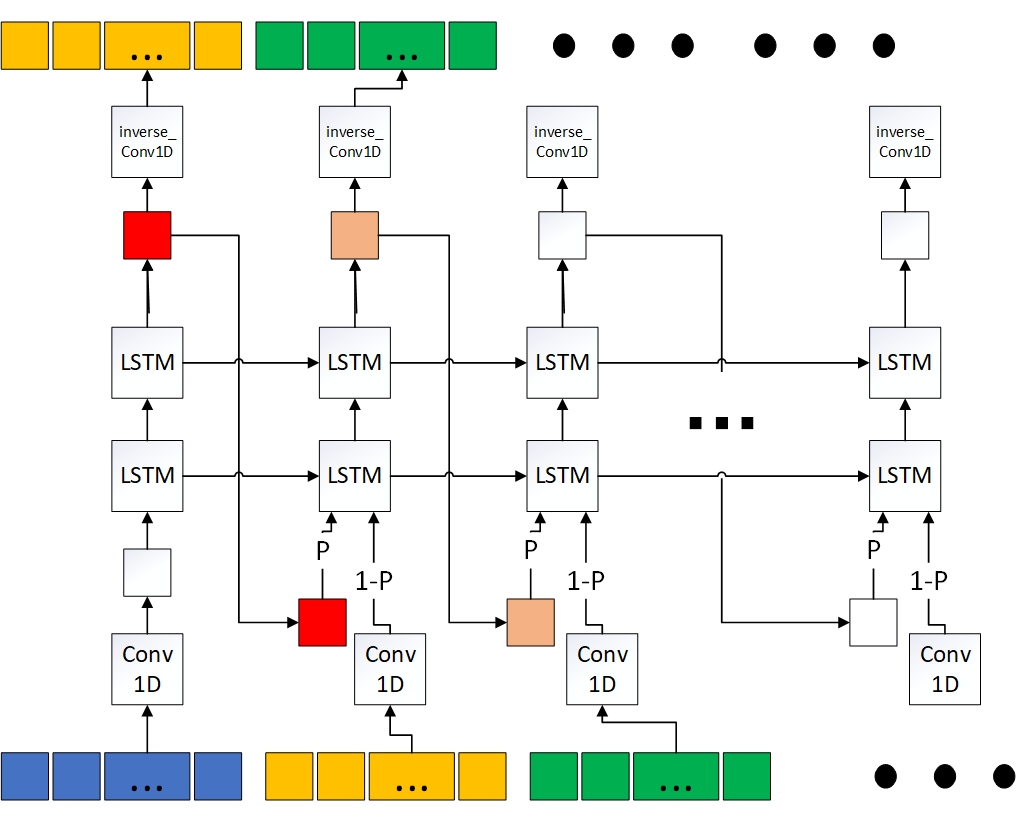 ...
...
inverse_
Conv1D
inverse_
Conv1D
inverse_
Conv1D
inverse_
Conv1D
LSTM
LSTM
LSTM
LSTM
...
LSTM
LSTM
LSTM
LSTM
P
1-P
P
1-P
P
1-P
Conv
1D
Conv
1D
Conv
1D
Conv
1D
...
...
...